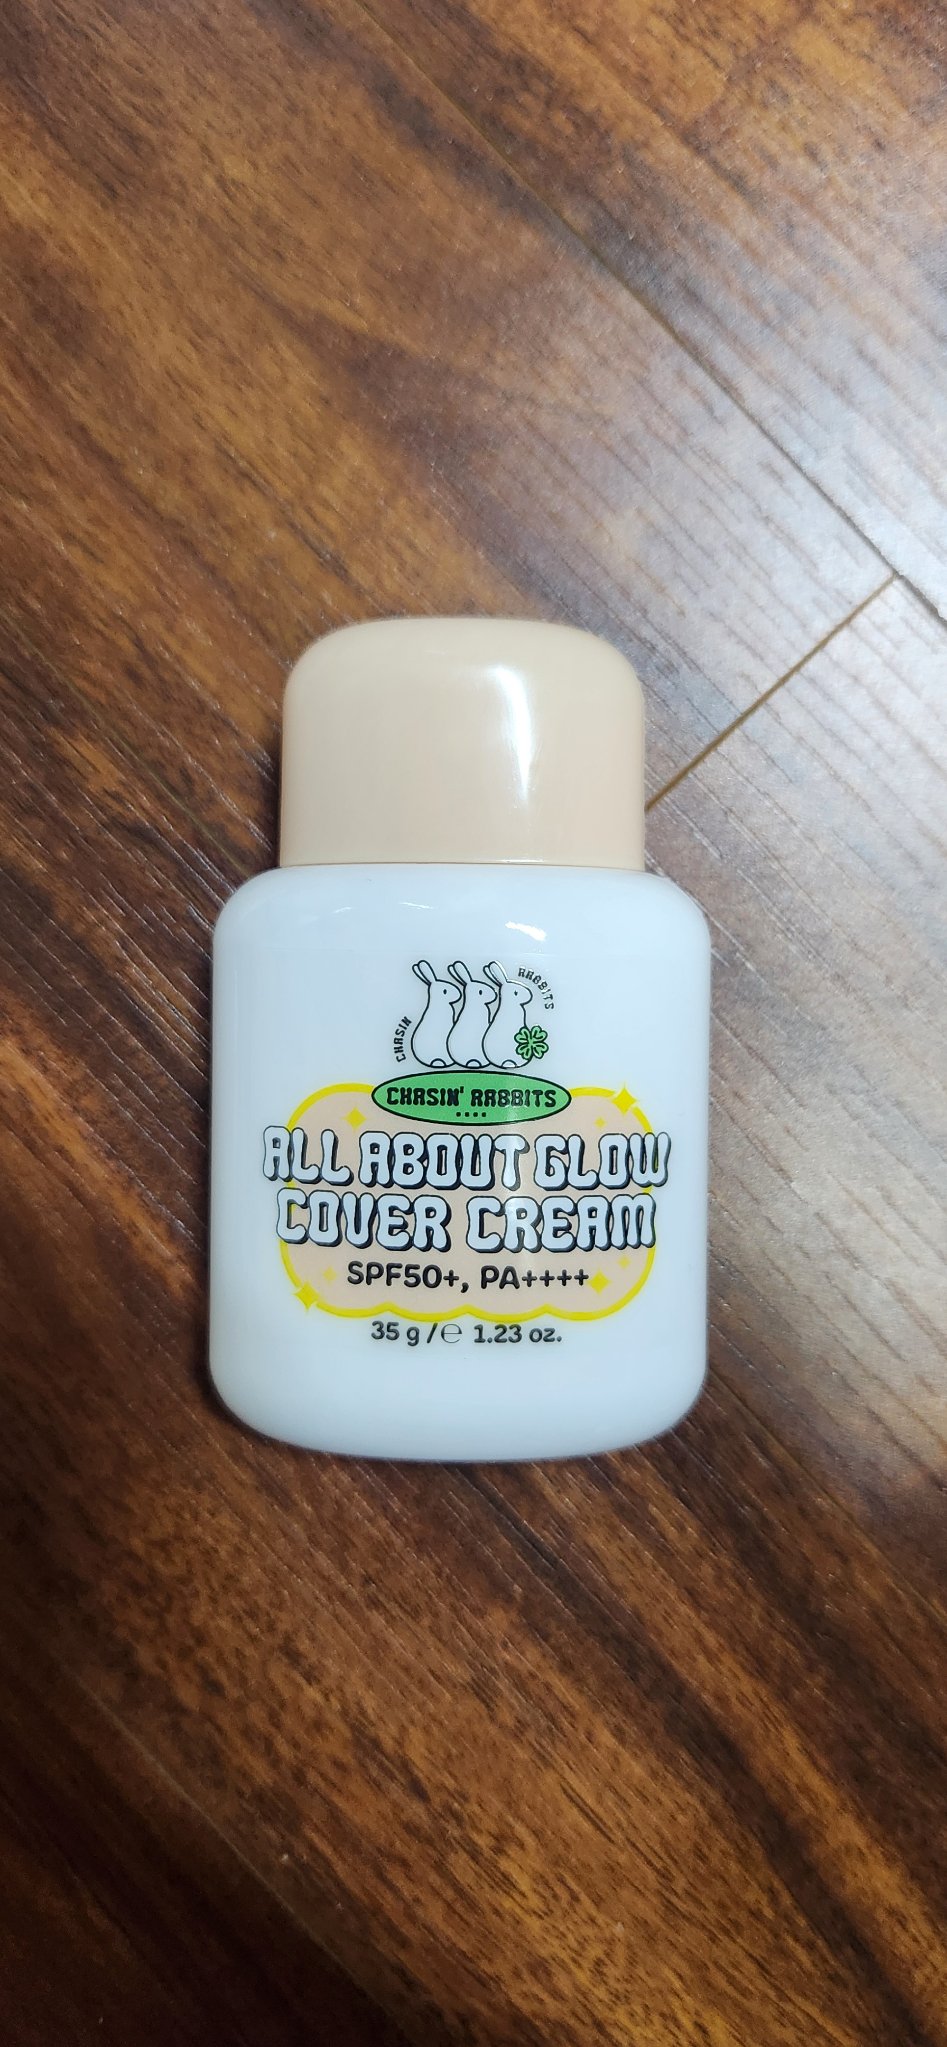 CHASIN RABBITS
CHASIN' RABBITS
ALL ABOUT GLOW
COVER CREAM
SPF50+, PA++++
35 g / ℮ 1.23 oz.